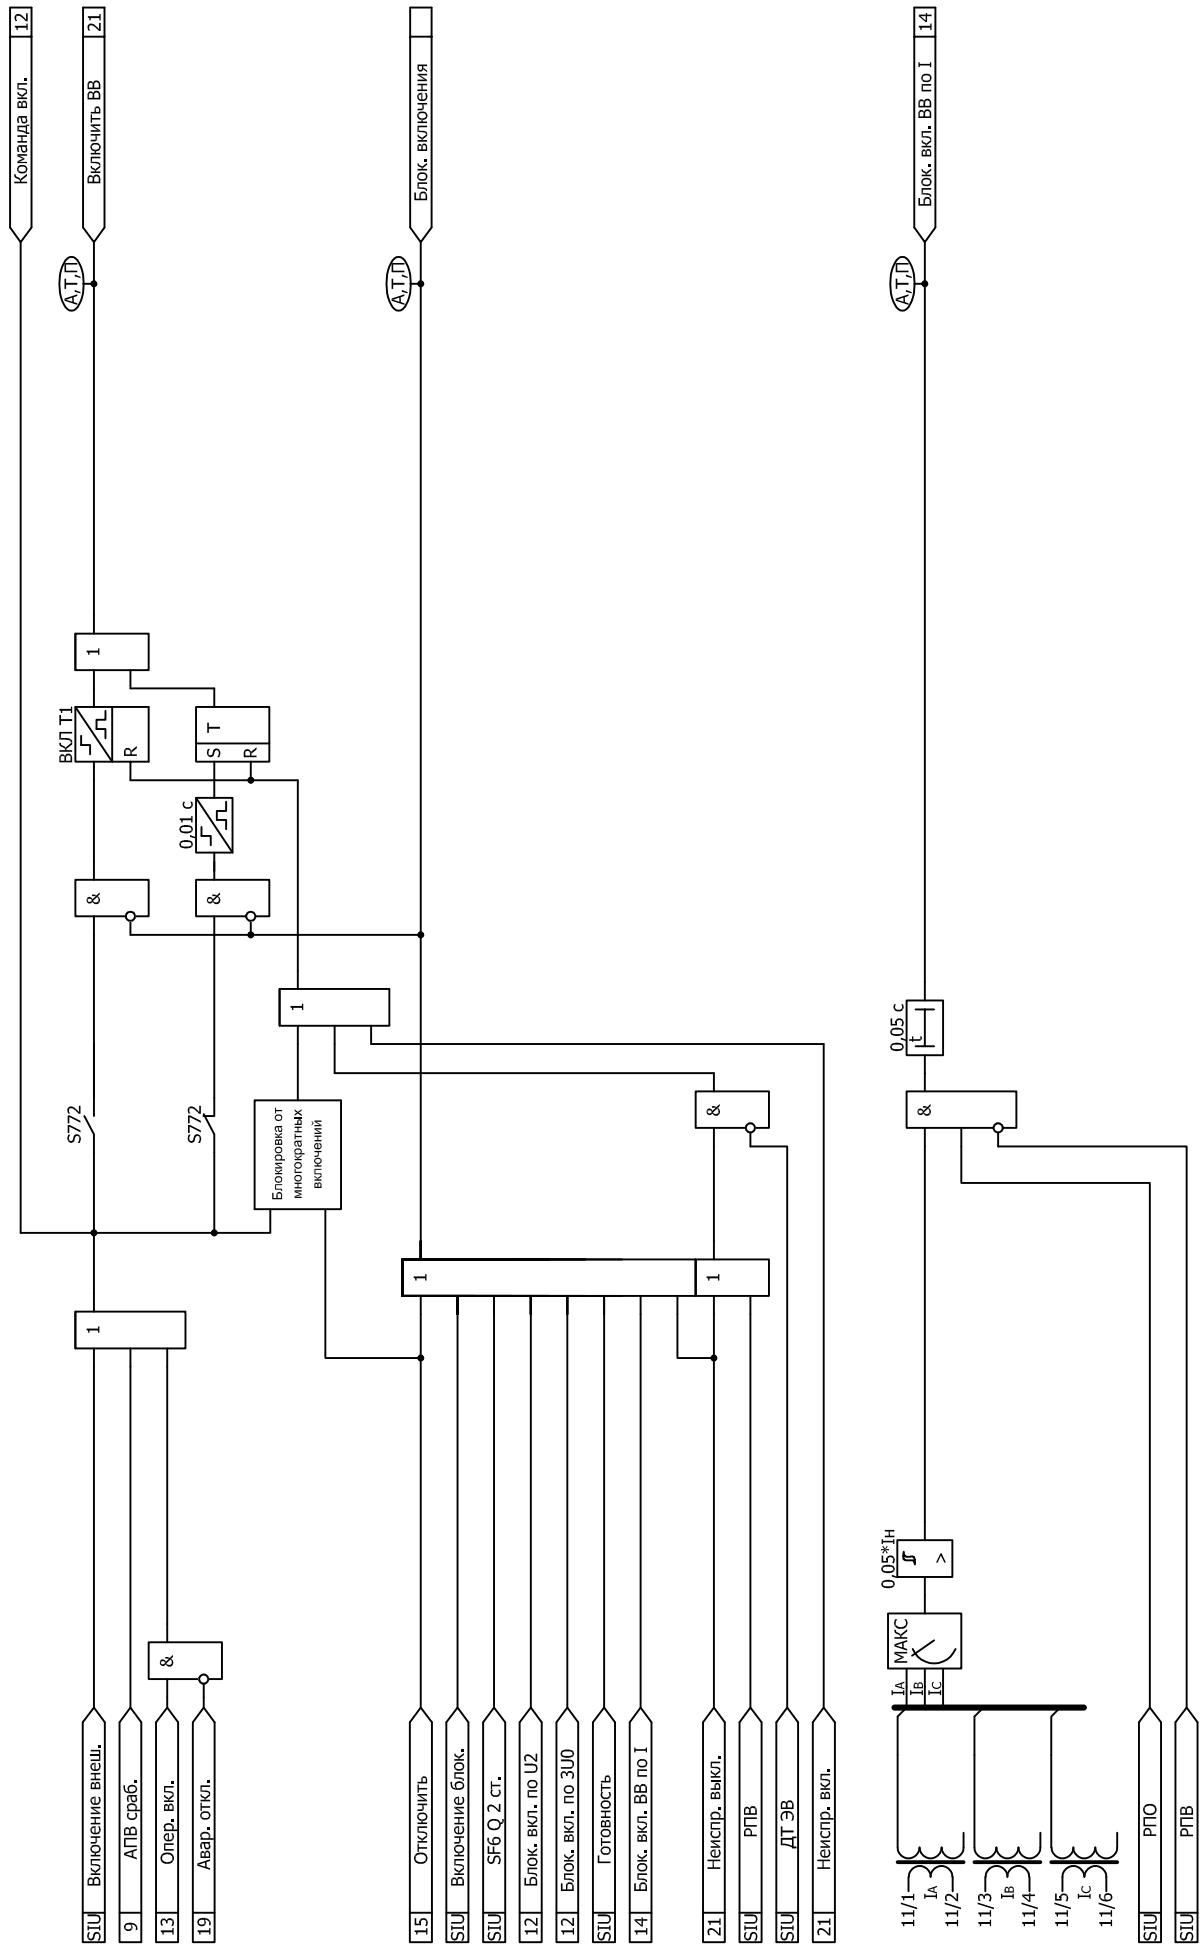 12 Команда вкл.
21 Включить ВВ
Блок. включения
14 Блок. вкл. ВВ по I
А,Т,П
А,Т,П
А,Т,П
1
ВКЛ T1
R
S T
R
0,01 с
&
&
1
0,05 с
t
S772
S772
Блокировка от
многократных
включений
&
&
1
1
1
0,05*Iн
>
&
МАКС
IA
IB
IC
SIU Включение внеш.
9 АПВ сраб.
13 Опер. вкл.
19 Авар. откл.
15 Отключить
SIU Включение блок.
SIU SF6 Q 2 ст.
12 Блок. вкл. по U2
12 Блок. вкл. по 3U0
SIU Готовность
14 Блок. вкл. ВВ по I
21 Неиспр. выкл.
SIU РПВ
SIU ДТ ЭВ
21 Неиспр. вкл.
11/1
IA
11/2
11/3
IB
11/4
11/5
IC
11/6
SIU РПО
SIU РПВ